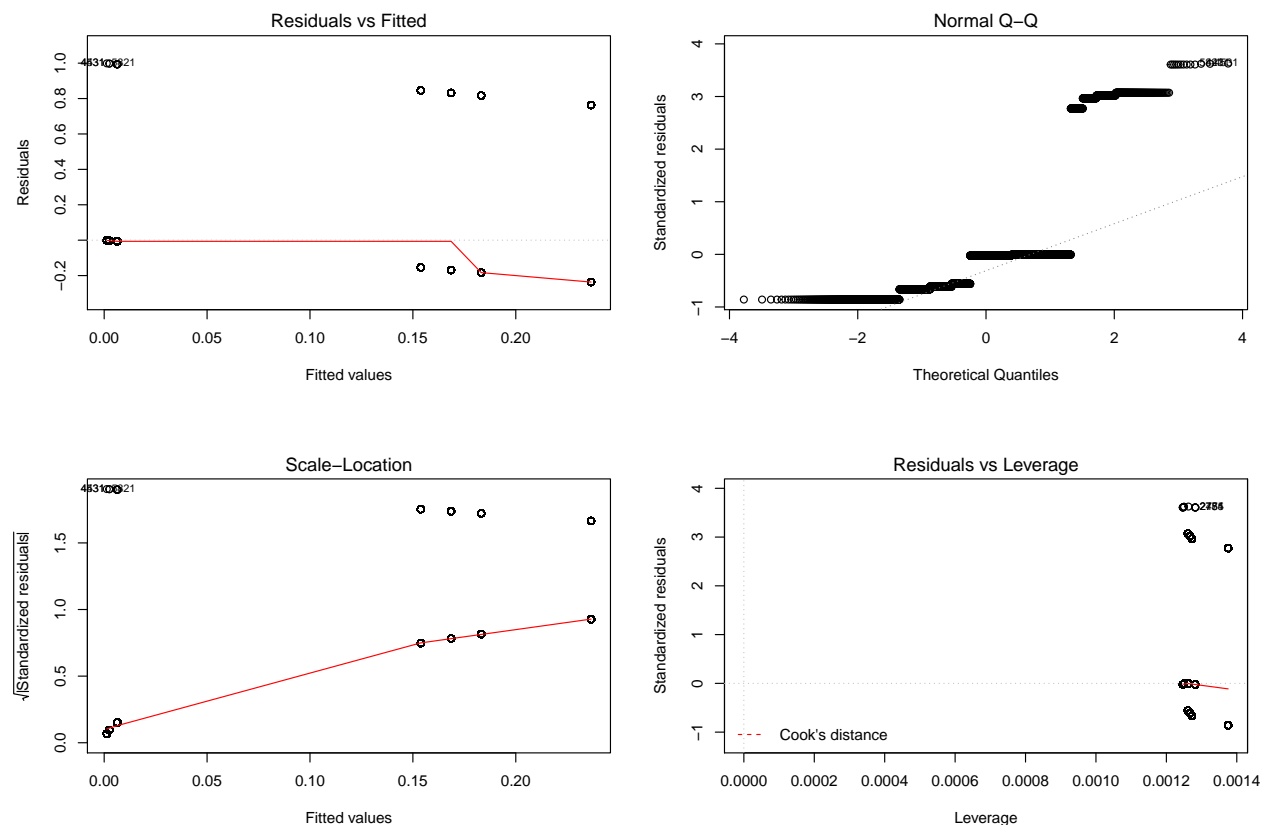 Residuals vs Fitted
Residuals
1.0
0.8
0.6
0.4
0.2
−0.2
0.00 0.05 0.10 0.15 0.20
Fitted values
Normal Q−Q
Standardized residuals
4
3
2
1
0
−1
−4 −2 0 2 4
Theoretical Quantiles
Scale−Location
√|Standardized residuals|
1.5
1.0
0.5
0.0
0.00 0.05 0.10 0.15 0.20
Fitted values
Residuals vs Leverage
Standardized residuals
4
3
2
1
0
−1
Cook's distance
0.0000 0.0002 0.0004 0.0006 0.0008 0.0010 0.0012 0.0014
Leverage